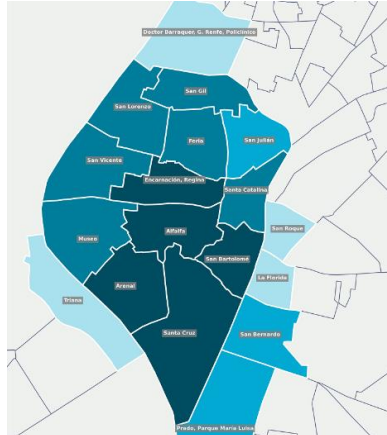 Doctor Barraquer, G. Renfe, Policlínico
San Gil
San Lorenzo
Feria
San Julián
San Vicente
Encarnación, Regina
Santa Catalina
San Roque
Alfalfa
Museo
San Bartolomé
La Florida
Arenal
Triana
Santa Cruz
San Bernardo
Prado, Parque María Luisa